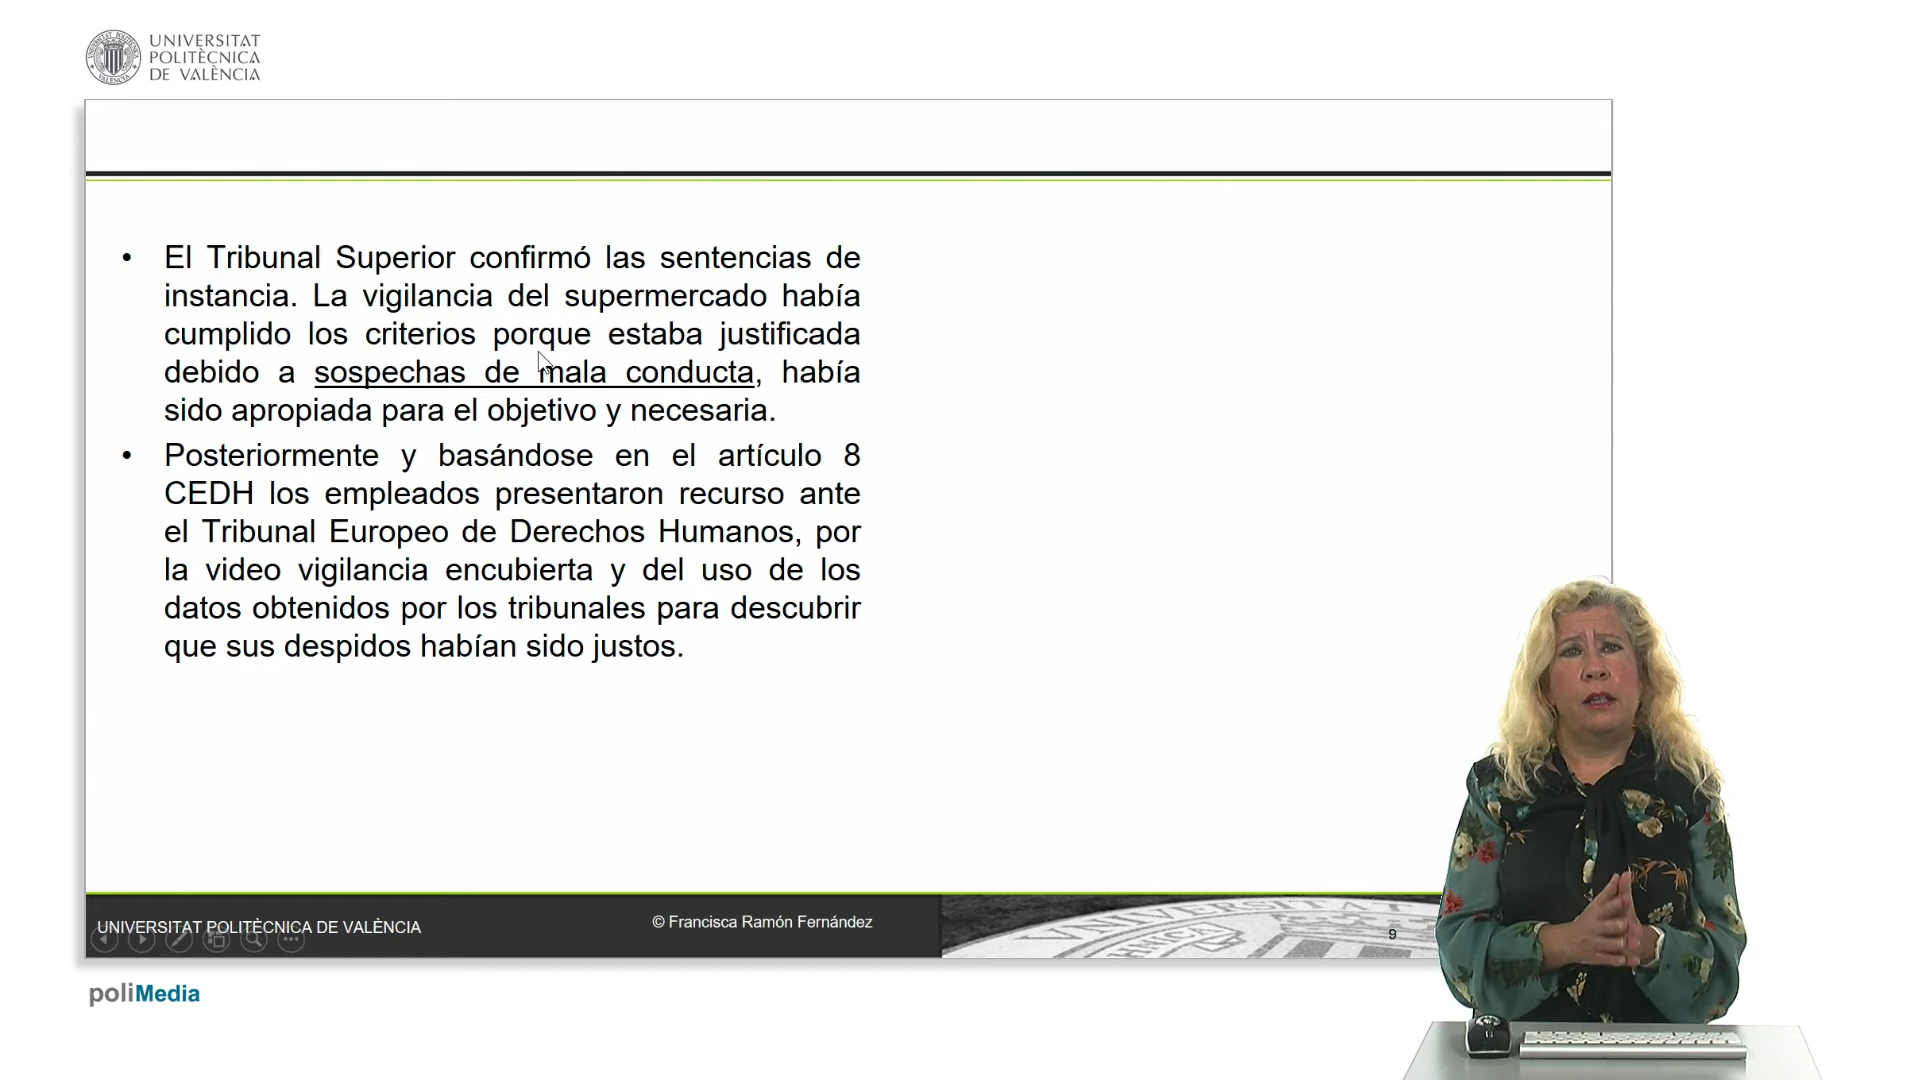 UNIVERSITAT
POLITÈCNICA
DE VALÈNCIA
• El Tribunal Superior confirmó las sentencias de
instancia. La vigilancia del supermercado había
cumplido los criterios porque estaba justificada
debido a sospechas de mala conducta, había
sido apropiada para el objetivo y necesaria.
• Posteriormente y basándose en el artículo 8
CEDH los empleados presentaron recurso ante
el Tribunal Europeo de Derechos Humanos, por
la video vigilancia encubierta y del uso de los
datos obtenidos por los tribunales para descubrir
que sus despidos habían sido justos.
UNIVERSITAT POLITÈCNICA DE VALÈNCIA
© Francisca Ramón Fernández
9
poliMedia